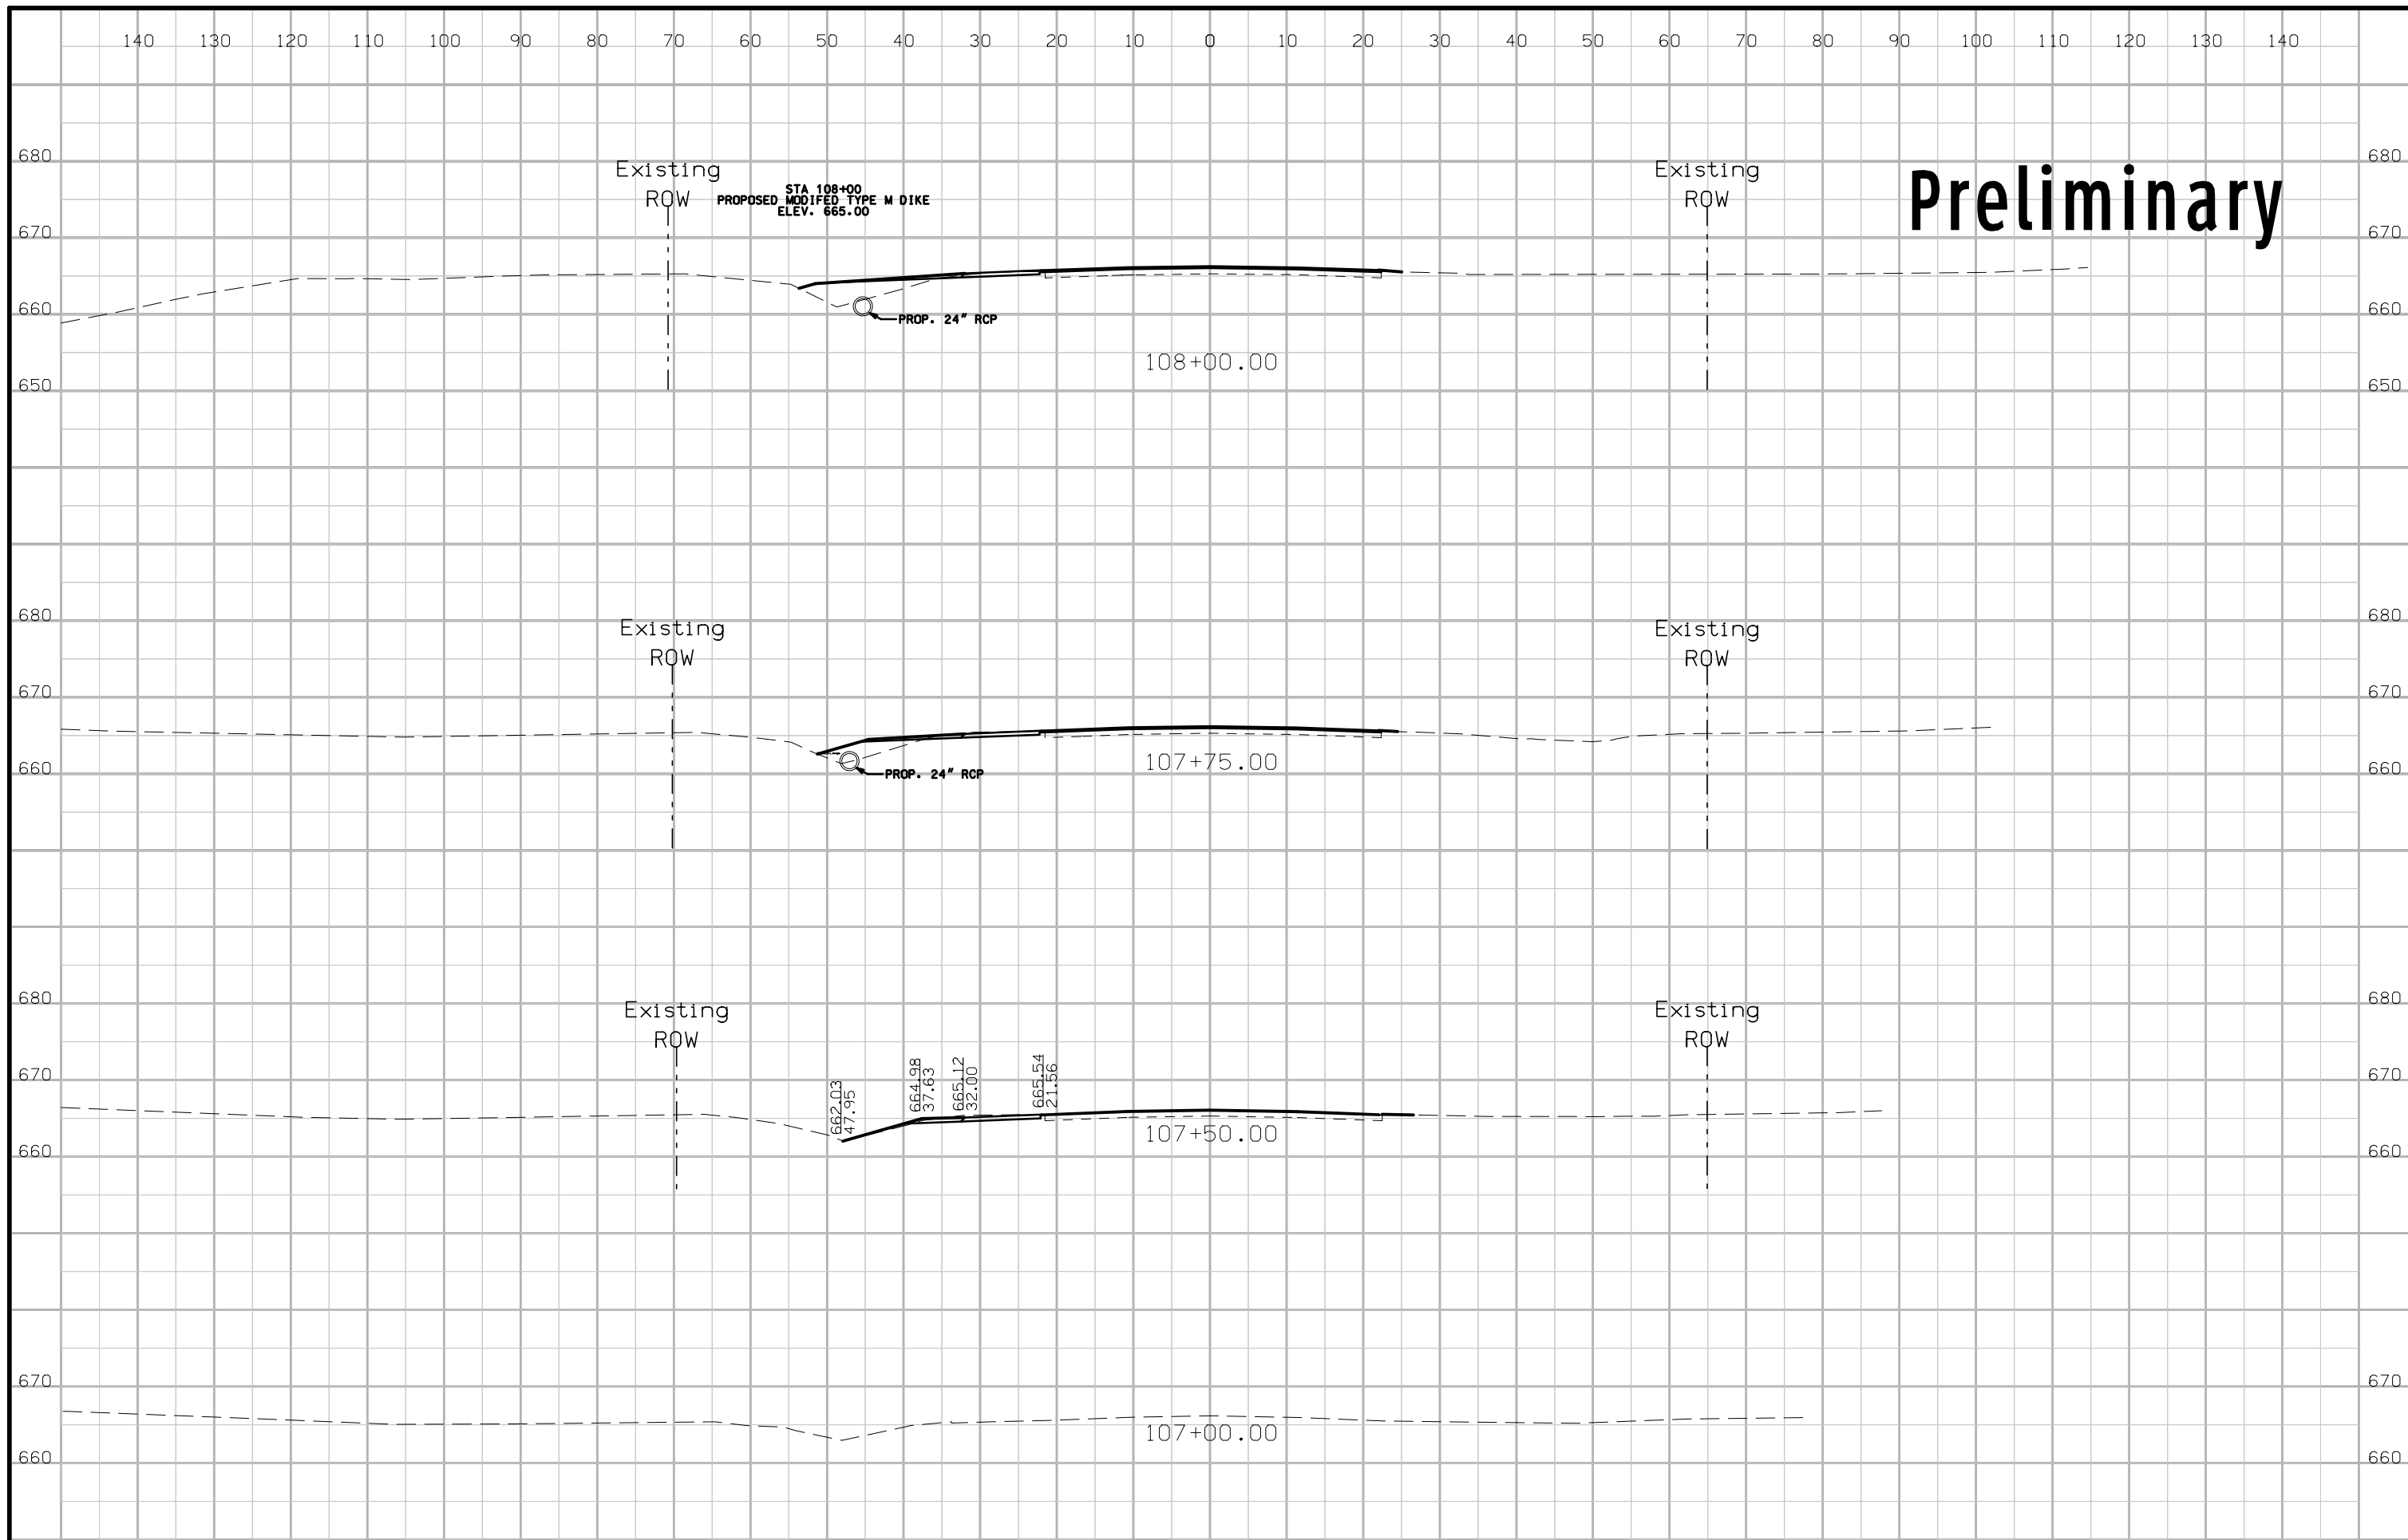 140 130 120 110 100 90 80 70 60 50 40 30 20 10 0 10 20 30 40 50 60 70 80 90 100 110 120 130 140
680 680
Existing
ROW
STA 108+00
PROPOSED MODIFED TYPE M DIKE
ELEV. 665.00
Existing
ROW
Preliminary
670 670
660 660
PROP. 24" RCP
108+00.00
650 650
680 680
Existing
ROW
Existing
ROW
670 670
107+75.00
660 660
PROP. 24" RCP
680 680
Existing
ROW
Existing
ROW
670 670
662.03
47.95
664.98
37.63
665.12
32.00
665.54
21.56
107+50.00
660 660
670 670
107+00.00
660 660